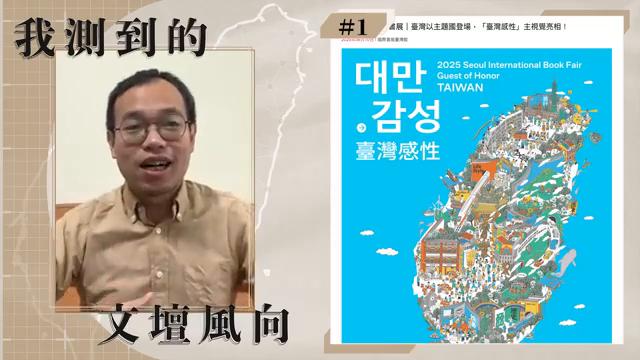 我測到的
文壇風向
#1
書展｜臺灣以主題國登場，「臺灣感性」主視覺亮相！
대만
감성
臺灣感性
2025 Seoul International Book Fair
Guest of Honor
TAIWAN